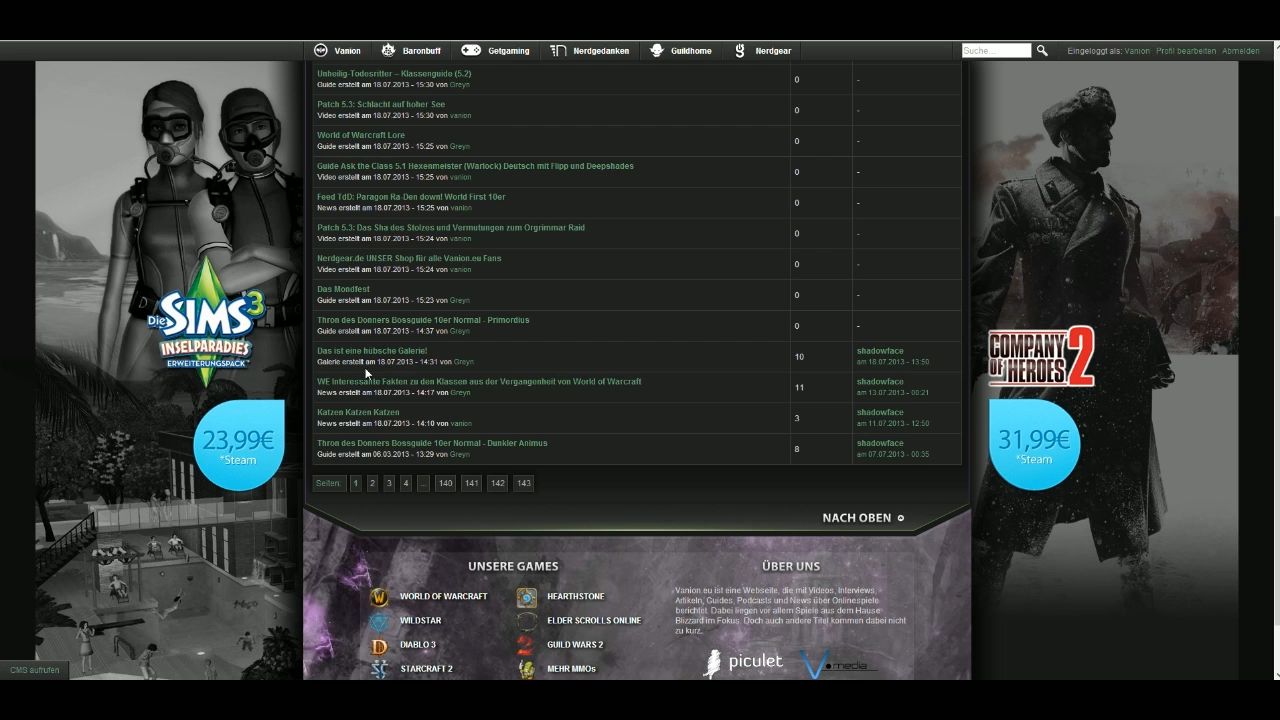 Vanion Baronbuff Getgaming Nerdgedanken Guildhome Nerdgear Suche... Eingeloggt als: Vanion Profil bearbeiten Abmelden
Unheilig-Todesritter – Klassenguide (5.2)
Guide erstellt am 18.07.2013 - 15:30 von Greyn
0 -
Patch 5.3: Schlacht auf hoher See
Video erstellt am 18.07.2013 - 15:30 von vanion
0 -
World of Warcraft Lore
Guide erstellt am 18.07.2013 - 15:25 von Greyn
0 -
Guide Ask the Class 5.1 Hexenmeister (Warlock) Deutsch mit Flipp und Deepshades
Video erstellt am 18.07.2013 - 15:25 von vanion
0 -
Feed TdD: Paragon Ra-Den down! World First 10er
News erstellt am 18.07.2013 - 15:25 von vanion
0 -
Patch 5.3: Das Sha des Stolzes und Vermutungen zum Orgrimmar Raid
Video erstellt am 18.07.2013 - 15:24 von vanion
0 -
Nerdgear.de UNSER Shop für alle Vanion.eu Fans
Video erstellt am 18.07.2013 - 15:24 von vanion
0 -
Das Mondfest
Guide erstellt am 18.07.2013 - 15:23 von Greyn
0 -
Thron des Donners Bossguide 10er Normal - Primordius
Guide erstellt am 18.07.2013 - 14:37 von Greyn
0 -
Das ist eine hübsche Galerie!
Galerie erstellt am 18.07.2013 - 14:31 von Greyn
10
shadowface
am 18.07.2013 - 13:50
WE Interessante Fakten zu den Klassen aus der Vergangenheit von World of Warcraft
News erstellt am 18.07.2013 - 14:17 von Greyn
11
shadowface
am 13.07.2013 - 00:21
Katzen Katzen Katzen
News erstellt am 18.07.2013 - 14:10 von vanion
3
shadowface
am 11.07.2013 - 12:50
Thron des Donners Bossguide 10er Normal - Dunkler Animus
Guide erstellt am 06.03.2013 - 13:29 von Greyn
8
shadowface
am 07.07.2013 - 00:35
Seiten: 1 2 3 4 ... 140 141 142 143
NACH OBEN
Die SIMS 3
INSELPARADIES
ERWEITERUNGSPACK
23,99€
*Steam
COMPANY OF HEROES 2
31,99€
*Steam
UNSERE GAMES
WORLD OF WARCRAFT
HEARTHSTONE
WILDSTAR
ELDER SCROLLS ONLINE
DIABLO 3
GUILD WARS 2
STARCRAFT 2
MEHR MMOs
ÜBER UNS
Vanion.eu ist eine Webseite, die mit Videos, Interviews,
Artikeln, Guides, Podcasts und News über Onlinespiele
berichtet. Dabei liegen vor allem Spiele aus dem Hause
Blizzard im Fokus. Doch auch andere Titel kommen dabei nicht
zu kurz.
piculet
V media
CMS aufrufen